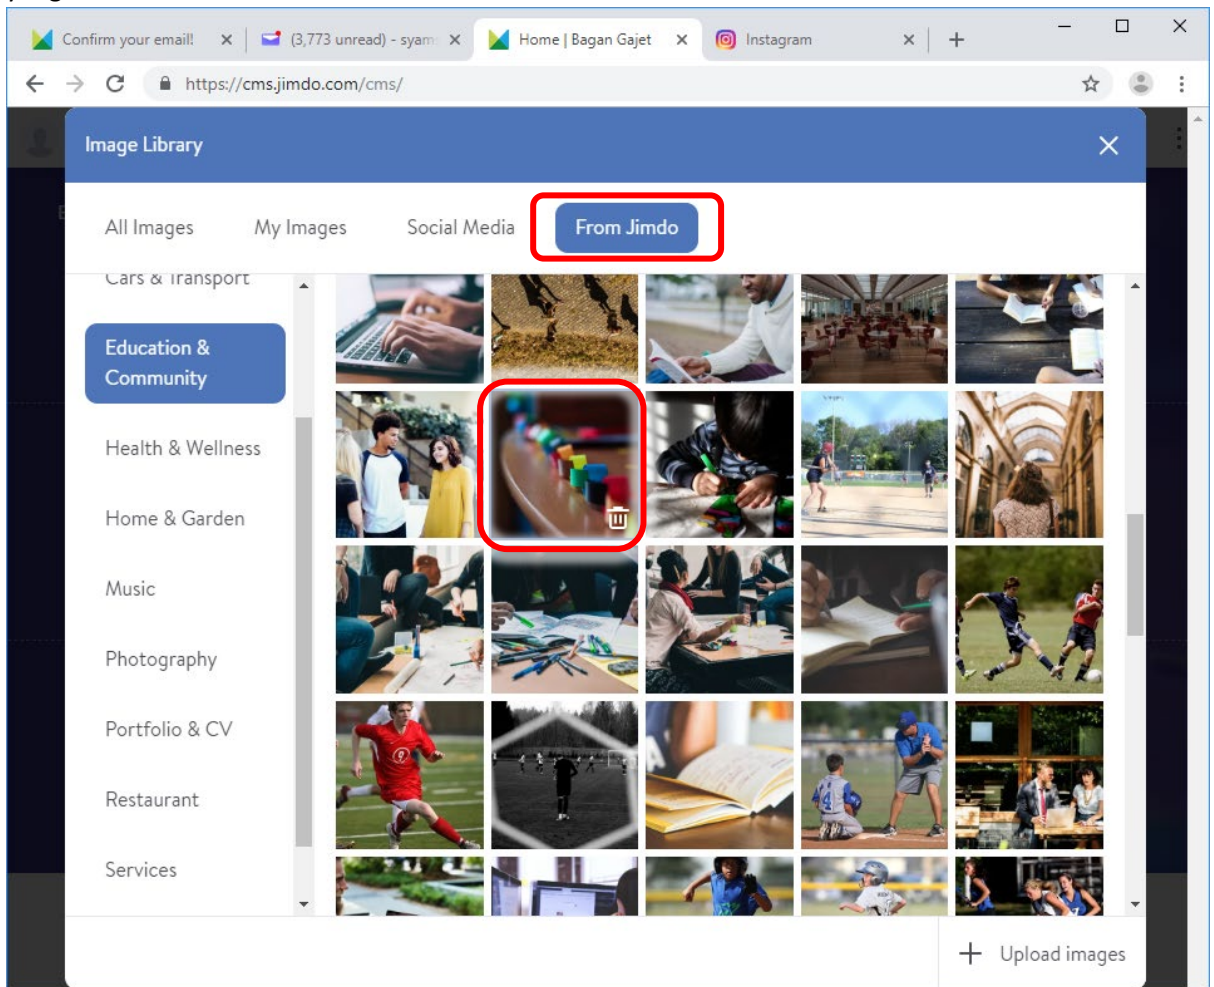 Confirm your email!
(3,773 unread) - syam
Home | Bagan Gajet
Instagram
https://cms.jimdo.com/cms/
Image Library
All Images
My Images
Social Media
From Jimdo
Cars & Transport
Education &
Community
Health & Wellness
Home & Garden
Music
Photography
Portfolio & CV
Restaurant
Services
9
4
+ Upload images